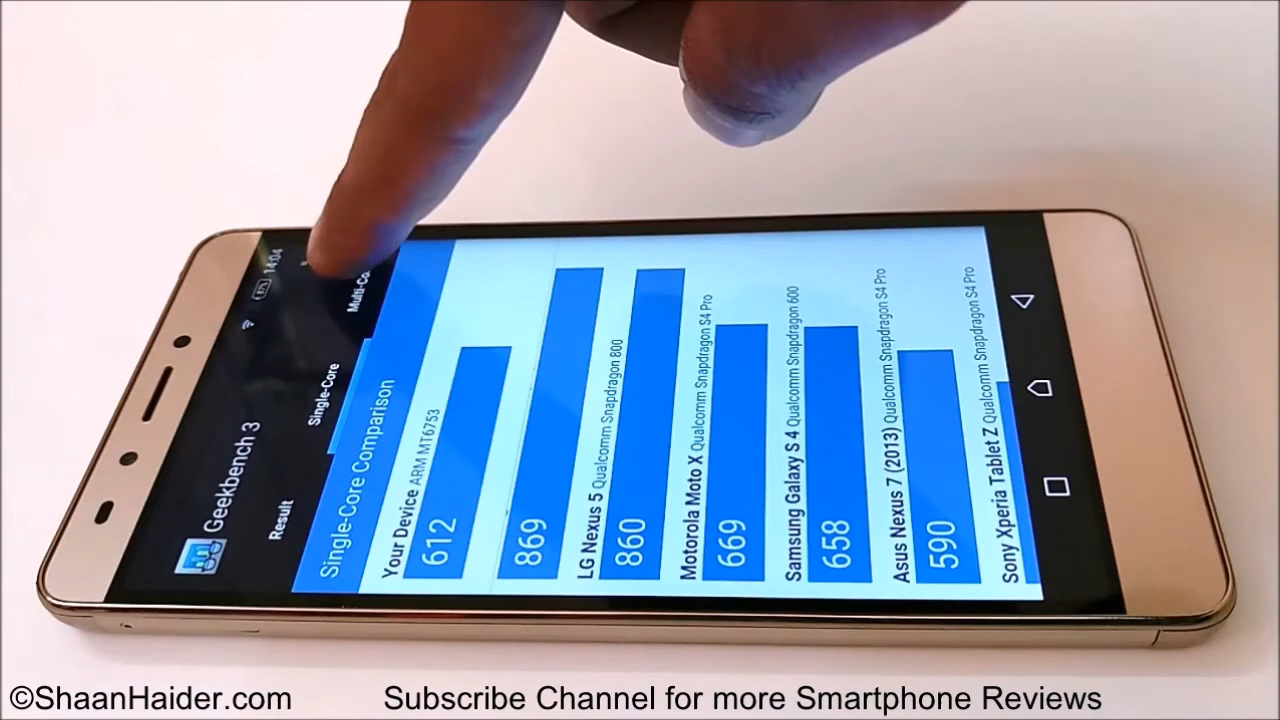 14:04
Geekbench 3
Result
Single-Core
Single-Core Comparison
Your Device ARM MT6753
612
869
LG Nexus 5 Qualcomm Snapdragon 800
860
Motorola Moto X Qualcomm Snapdragon S4 Pro
669
Samsung Galaxy S 4 Qualcomm Snapdragon 600
658
Asus Nexus 7 (2013) Qualcomm Snapdragon S4 Pro
590
Sony Xperia Tablet Z Qualcomm Snapdragon S4 Pro
©ShaanHaider.com
Subscribe Channel for more Smartphone Reviews